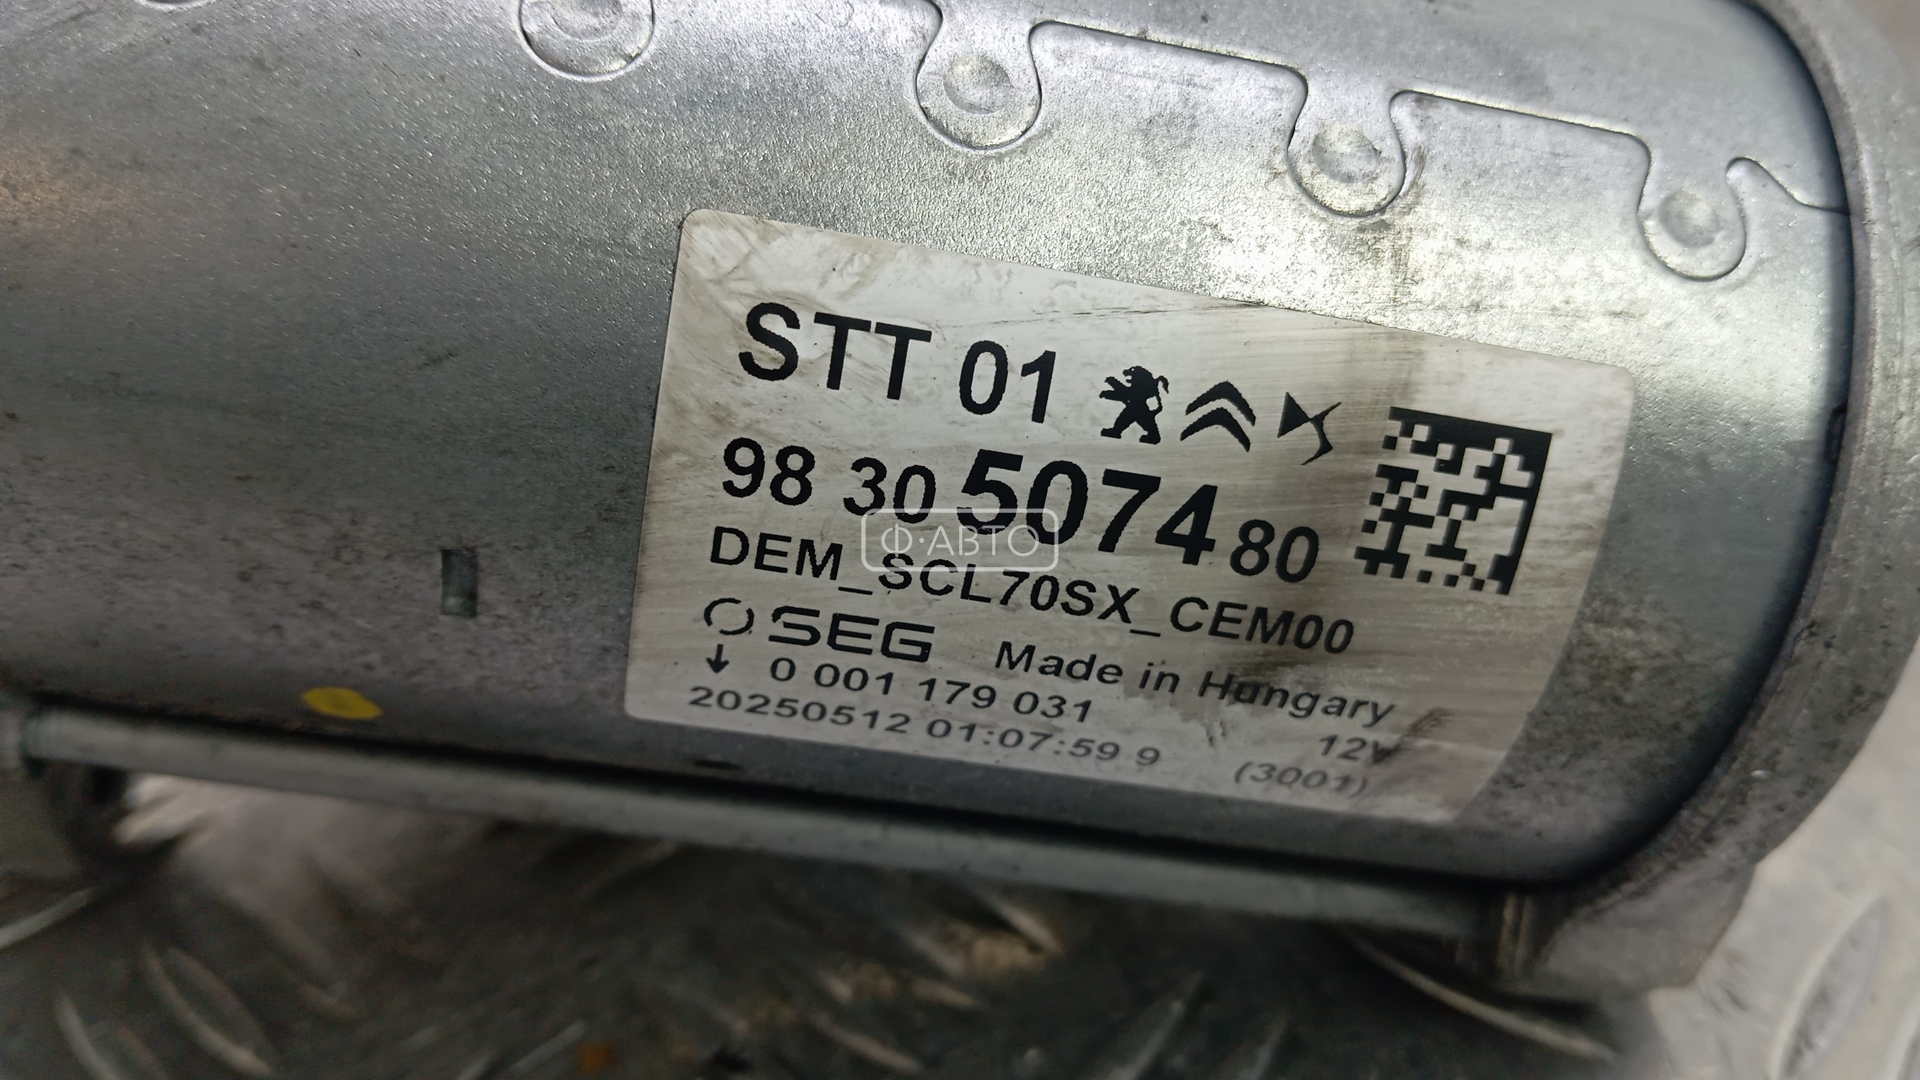 STT 01
98 30 5074 80
Ф·АВТО
DEM_SCL70SX_CEM00
SEG Made in Hungary
0 001 179 031 12V
20250512 01:07:59 9 (3001)